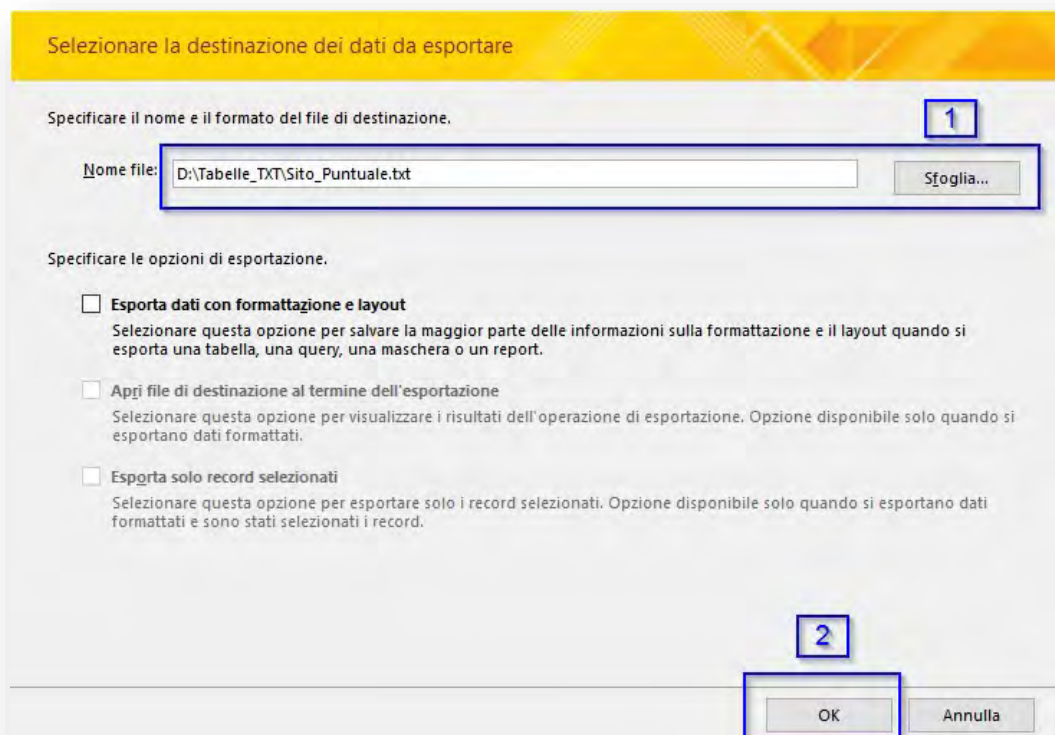 Selezionare la destinazione dei dati da esportare
Specificare il nome e il formato del file di destinazione.
1
Nome file:
D:\Tabelle_TXT\Sito_Puntuale.txt
Sfoglia...
Specificare le opzioni di esportazione.
Esporta dati con formattazione e layout
Selezionare questa opzione per salvare la maggior parte delle informazioni sulla formattazione e il layout quando si
esporta una tabella, una query, una maschera o un report.
Apri file di destinazione al termine dell'esportazione
Selezionare questa opzione per visualizzare i risultati dell'operazione di esportazione. Opzione disponibile solo quando si
esportano dati formattati.
Esporta solo record selezionati
Selezionare questa opzione per esportare solo i record selezionati. Opzione disponibile solo quando si esportano dati
formattati e sono stati selezionati i record.
2
OK
Annulla